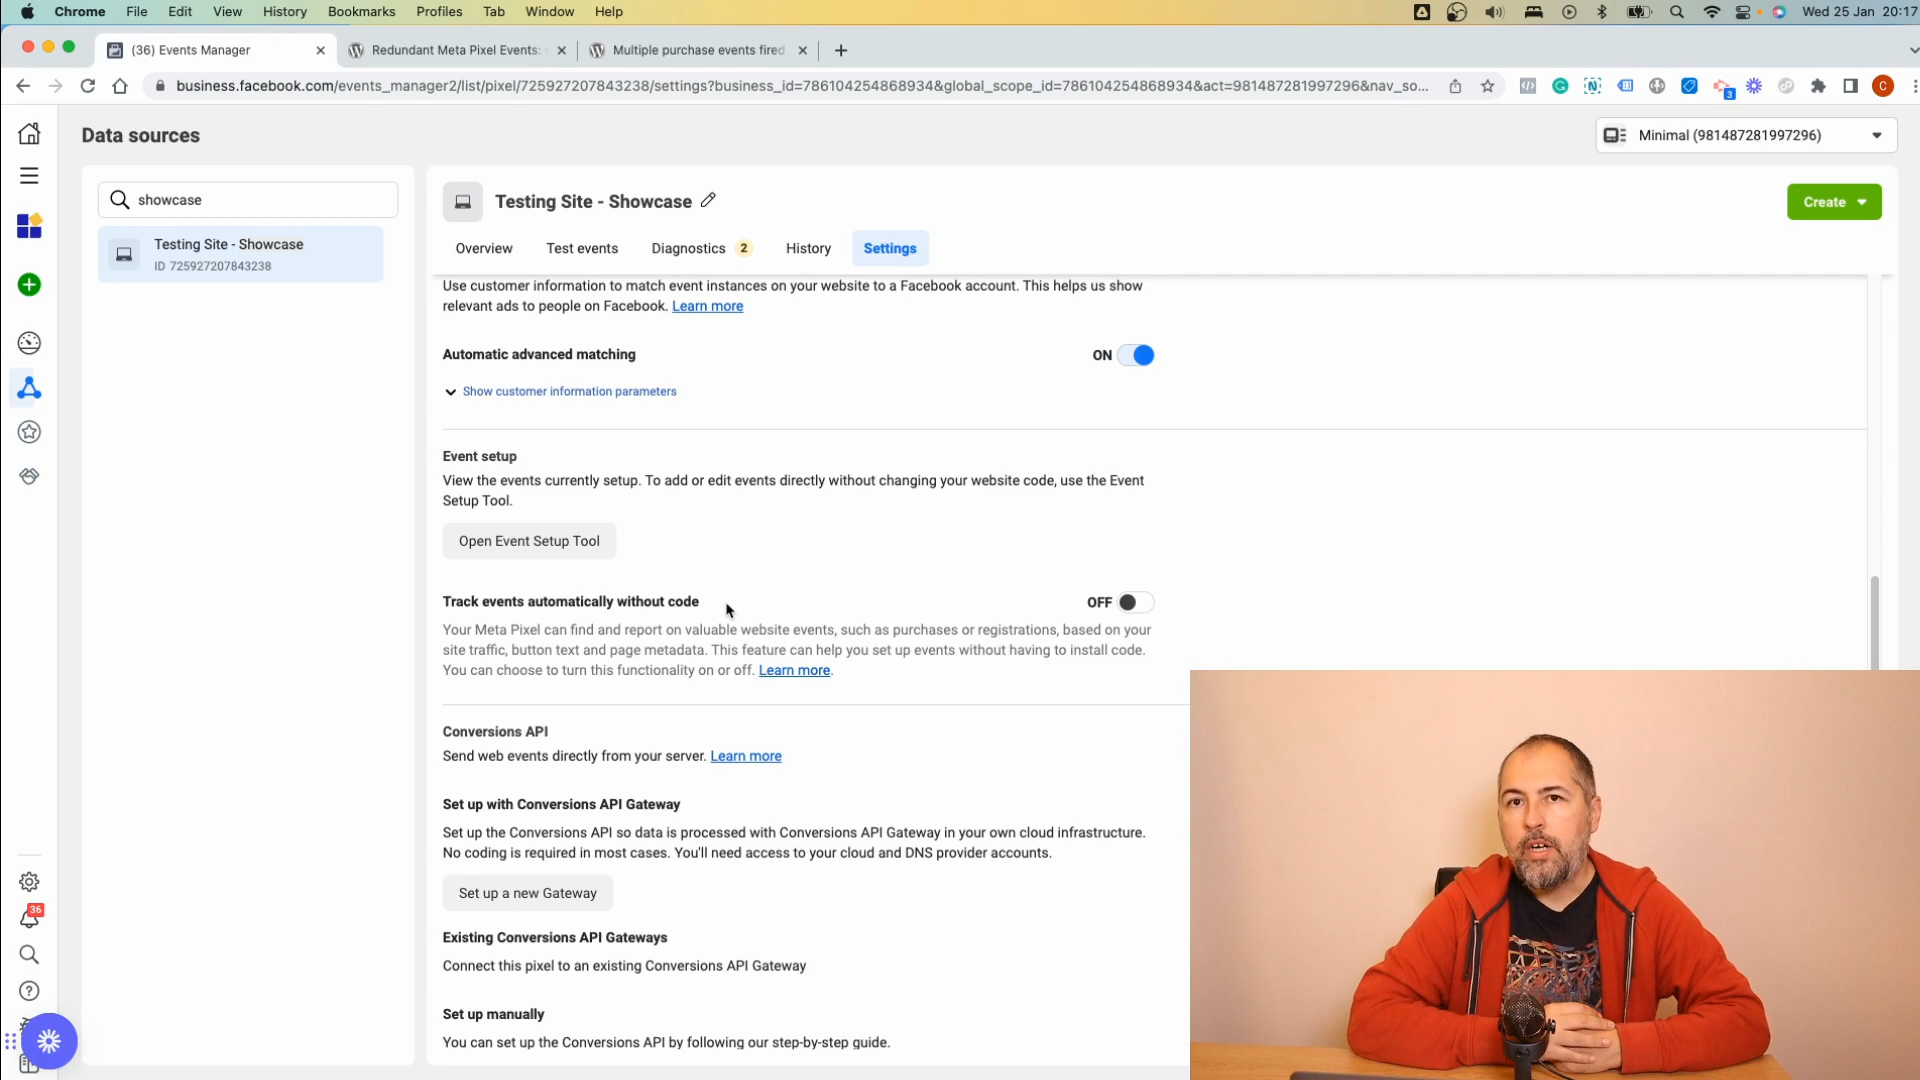 Chrome File Edit View History Bookmarks Profiles Tab Window Help Wed 25 Jan 20:17
(36) Events Manager Redundant Meta Pixel Events: Multiple purchase events fired
business.facebook.com/events_manager2/list/pixel/725927207843238/settings?business_id=786104254868934&global_scope_id=786104254868934&act=981487281997296&nav_so... 3 C
Data sources
Minimal (981487281997296)
showcase
Testing Site - Showcase
ID 725927207843238
Testing Site - Showcase
Create
Overview Test events Diagnostics 2 History Settings
Use customer information to match event instances on your website to a Facebook account. This helps us show
relevant ads to people on Facebook. Learn more
Automatic advanced matching ON
Show customer information parameters
Event setup
View the events currently setup. To add or edit events directly without changing your website code, use the Event
Setup Tool.
Open Event Setup Tool
Track events automatically without code OFF
Your Meta Pixel can find and report on valuable website events, such as purchases or registrations, based on your
site traffic, button text and page metadata. This feature can help you set up events without having to install code.
You can choose to turn this functionality on or off. Learn more.
Conversions API
Send web events directly from your server. Learn more
Set up with Conversions API Gateway
Set up the Conversions API so data is processed with Conversions API Gateway in your own cloud infrastructure.
No coding is required in most cases. You'll need access to your cloud and DNS provider accounts.
Set up a new Gateway
Existing Conversions API Gateways
Connect this pixel to an existing Conversions API Gateway
Set up manually
You can set up the Conversions API by following our step-by-step guide.
36